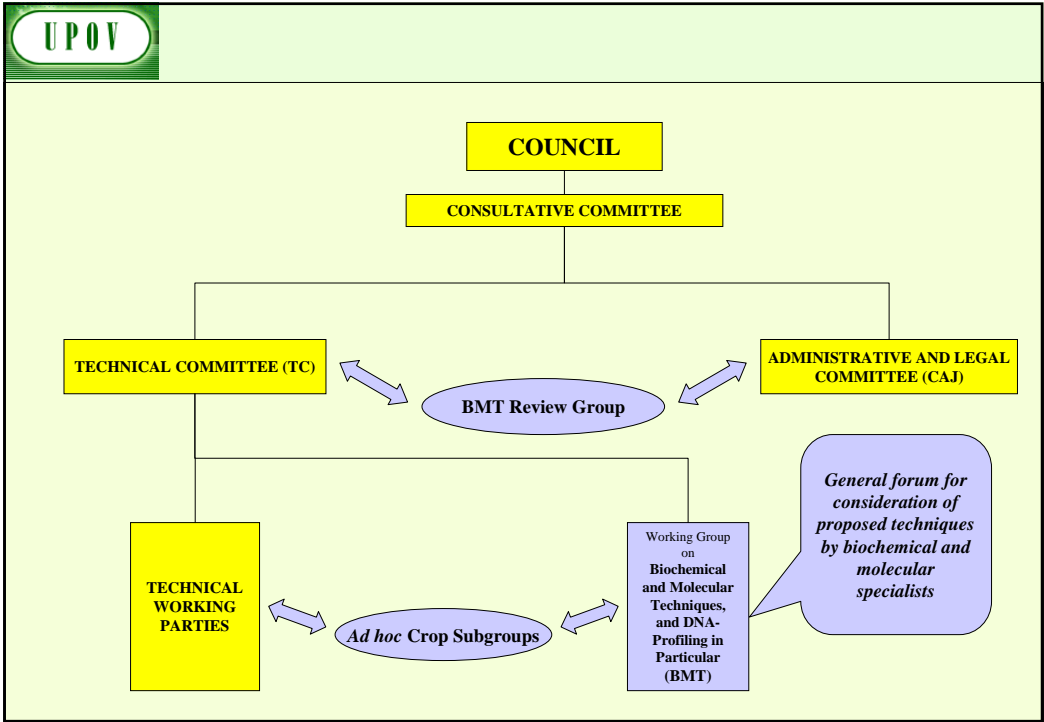 UPOV
COUNCIL
CONSULTATIVE COMMITTEE
TECHNICAL COMMITTEE (TC)
ADMINISTRATIVE AND LEGAL
COMMITTEE (CAJ)
BMT Review Group
General forum for
consideration of
proposed techniques
by biochemical and
molecular
specialists
TECHNICAL
WORKING
PARTIES
Ad hoc Crop Subgroups
Working Group
on
Biochemical
and Molecular
Techniques,
and DNA-
Profiling in
Particular
(BMT)